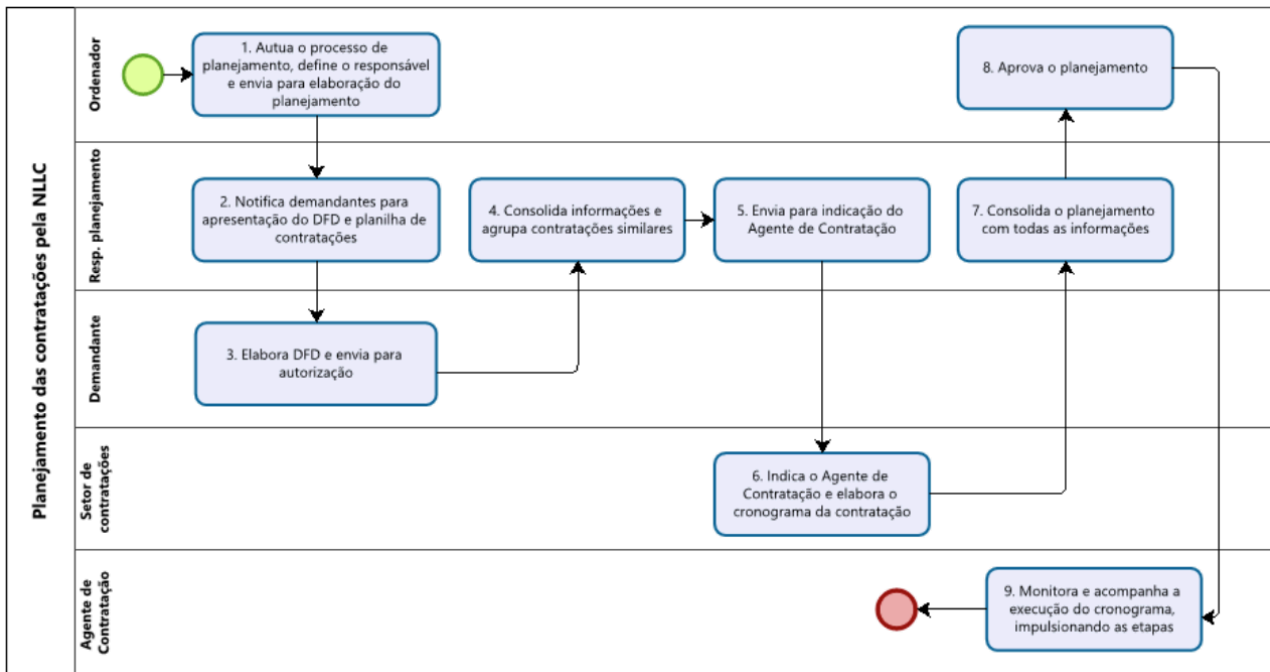 Planejamento das contratações pela NLLC
Ordenador
1. Autua o processo de
planejamento, define o responsável
e envia para elaboração do
planejamento
8. Aprova o planejamento
Resp. planejamento
2. Notifica demandantes para
apresentação do DFD e planilha de
contratações
4. Consolida informações e
agrupa contratações similares
5. Envia para indicação do
Agente de Contratação
7. Consolida o planejamento
com todas as informações
Demandante
3. Elabora DFD e envia para
autorização
Setor de
contratações
6. Indica o Agente de
Contratação e elabora o
cronograma da contratação
Agente de
Contratação
9. Monitora e acompanha a
execução do cronograma,
impulsionando as etapas